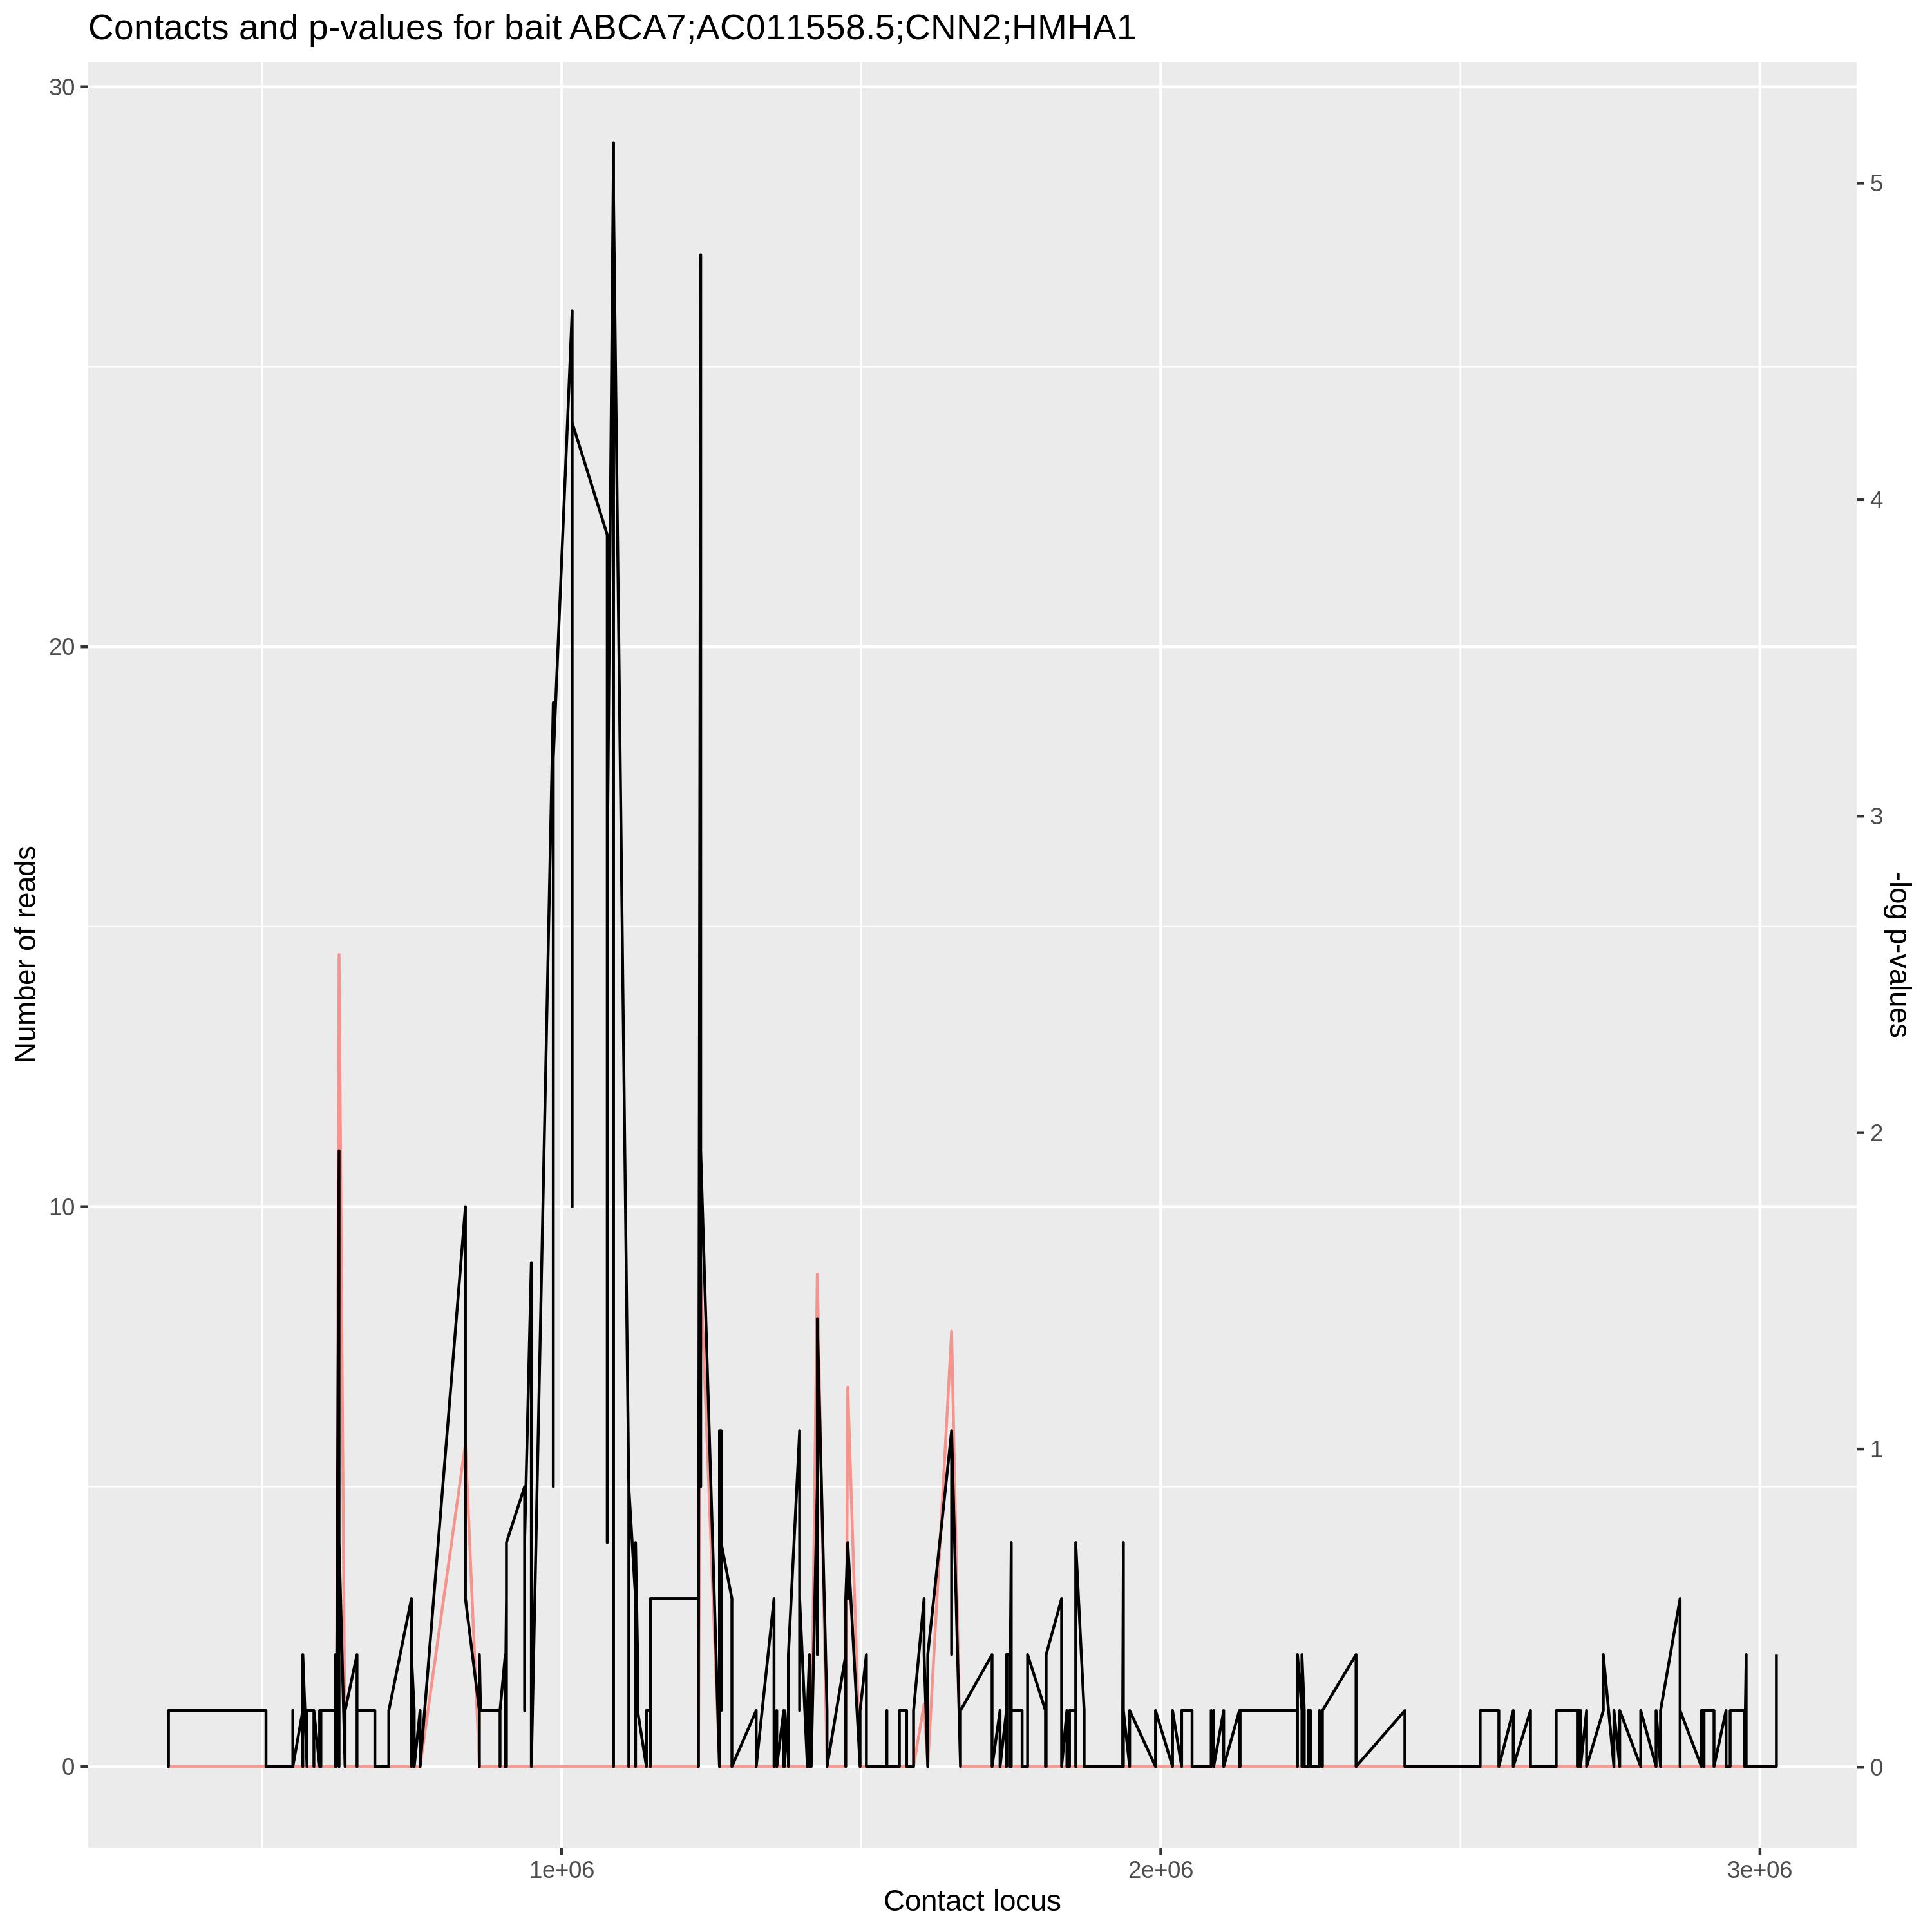 Contacts and p-values for bait ABCA7;AC011558.5;CNN2;HMHA1
30
20
10
0
Number of reads
5
4
3
2
1
0
-log p-values
1e+06
2e+06
3e+06
Contact locus